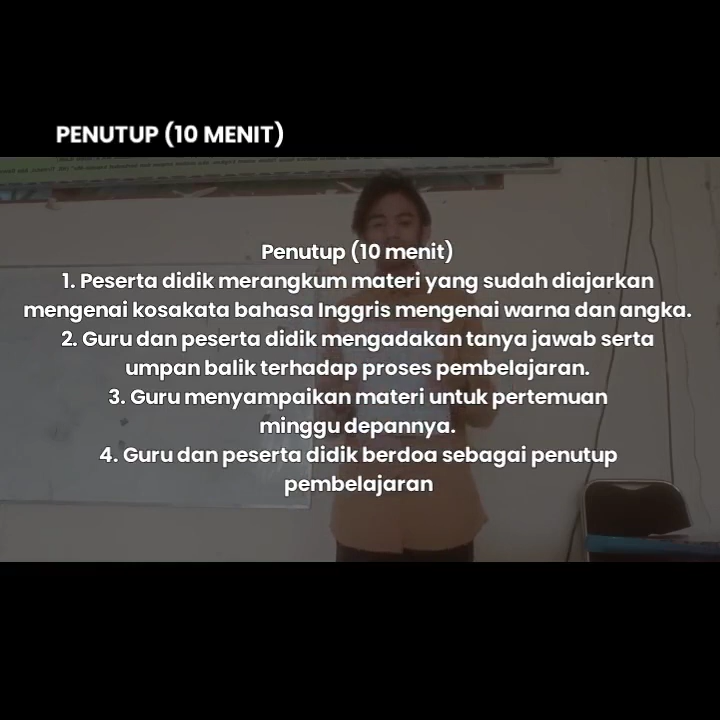 PENUTUP (10 MENIT)
Penutup (10 menit)
1. Peserta didik merangkum materi yang sudah diajarkan
mengenai kosakata bahasa Inggris mengenai warna dan angka.
2. Guru dan peserta didik mengadakan tanya jawab serta
umpan balik terhadap proses pembelajaran.
3. Guru menyampaikan materi untuk pertemuan
minggu depannya.
4. Guru dan peserta didik berdoa sebagai penutup
pembelajaran